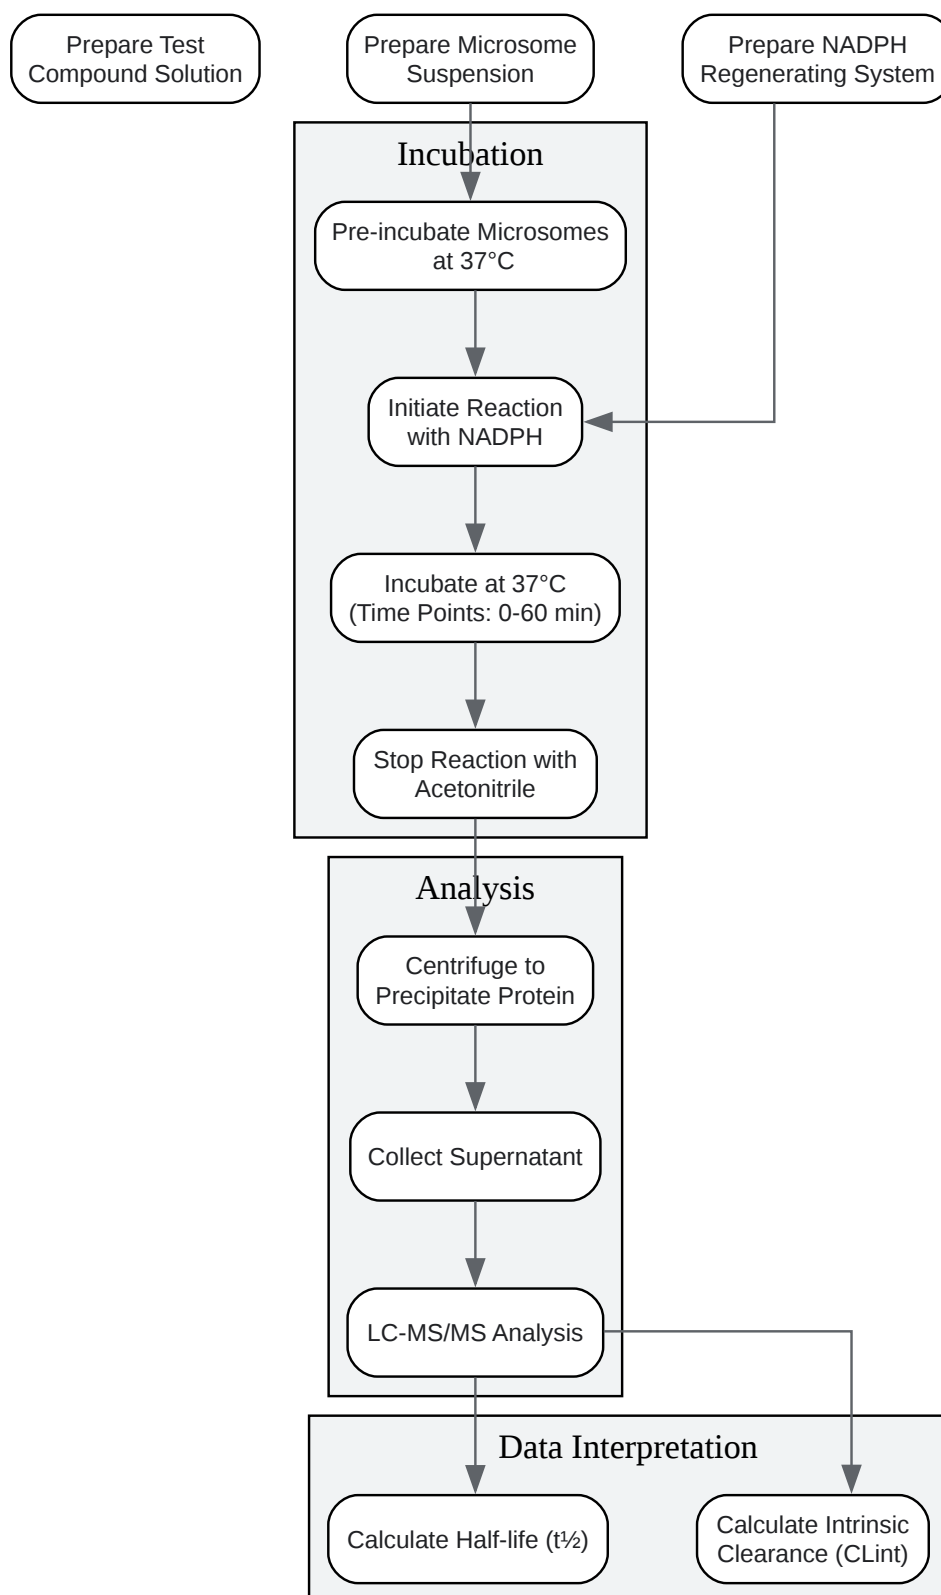 Prepare Test
Compound Solution
Prepare Microsome
Suspension
Prepare NADPH
Regenerating System
Incubation
Pre-incubate Microsomes
at 37°C
Initiate Reaction
with NADPH
Incubate at 37°C
(Time Points: 0-60 min)
Stop Reaction with
Acetonitrile
Analysis
Centrifuge to
Precipitate Protein
Collect Supernatant
LC-MS/MS Analysis
Data Interpretation
Calculate Half-life (t½)
Calculate Intrinsic
Clearance (CLint)